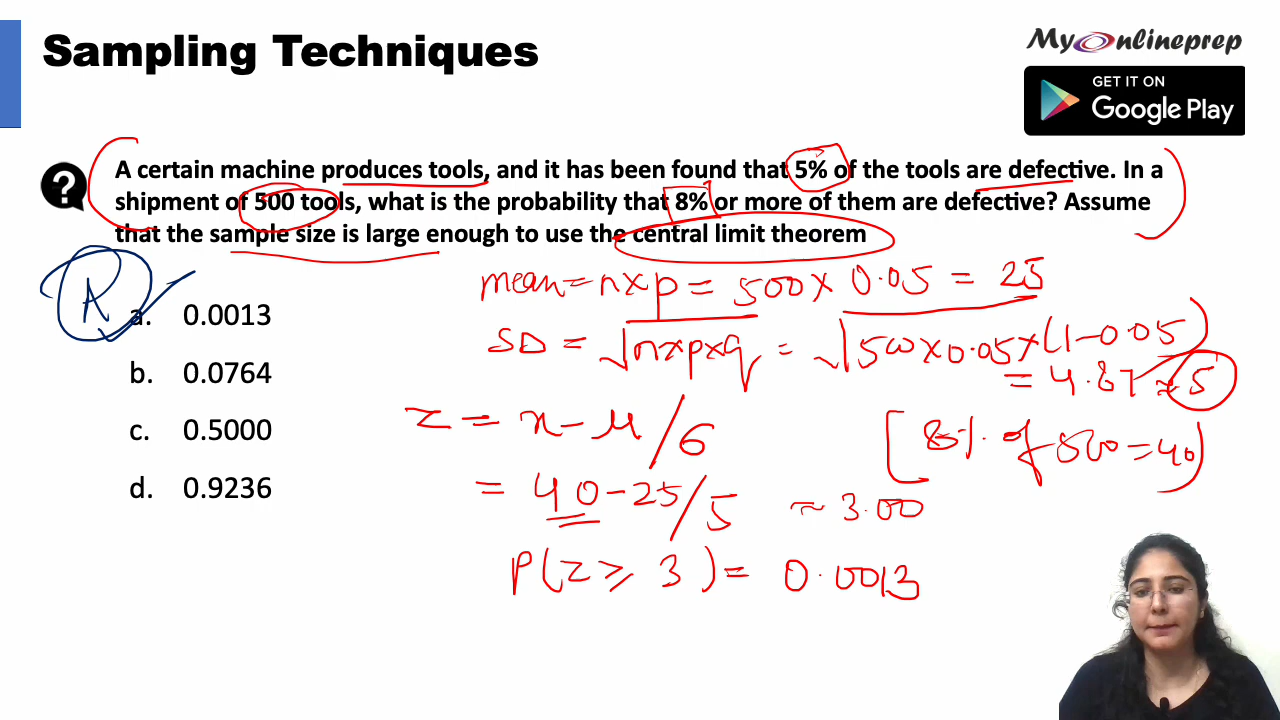 Sampling Techniques
My Onlineprep
GET IT ON
Google Play
A certain machine produces tools, and it has been found that 5% of the tools are defective. In a
shipment of 500 tools, what is the probability that 8% or more of them are defective? Assume
that the sample size is large enough to use the central limit theorem
A
a. 0.0013
b. 0.0764
c. 0.5000
d. 0.9236
mean = n×p = 500 × 0.05 = 25
SD = √n×p×q = √500×0.05×(1-0.05)
= 4.87 ≈ 5
z = x - μ / σ
[8% of 500 = 40)
= 40 - 25 / 5 ≈ 3.00
P(z ≥ 3) = 0.0013